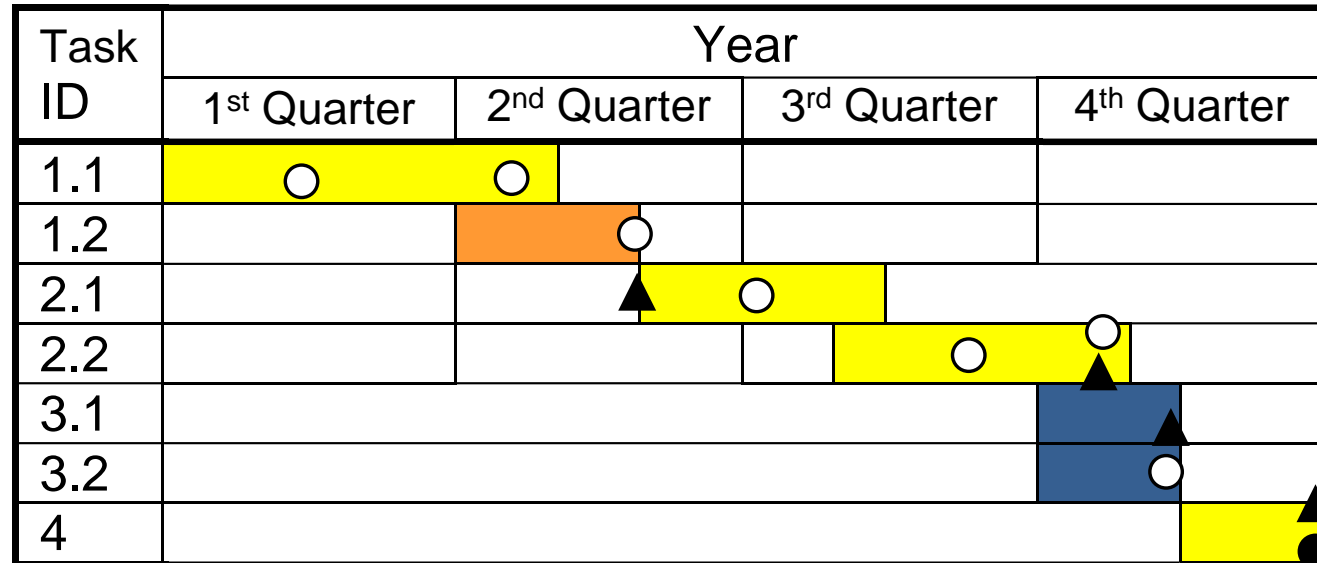 Task ID
Year
1st Quarter 2nd Quarter 3rd Quarter 4th Quarter
1.1
1.2
2.1
2.2
3.1
3.2
4